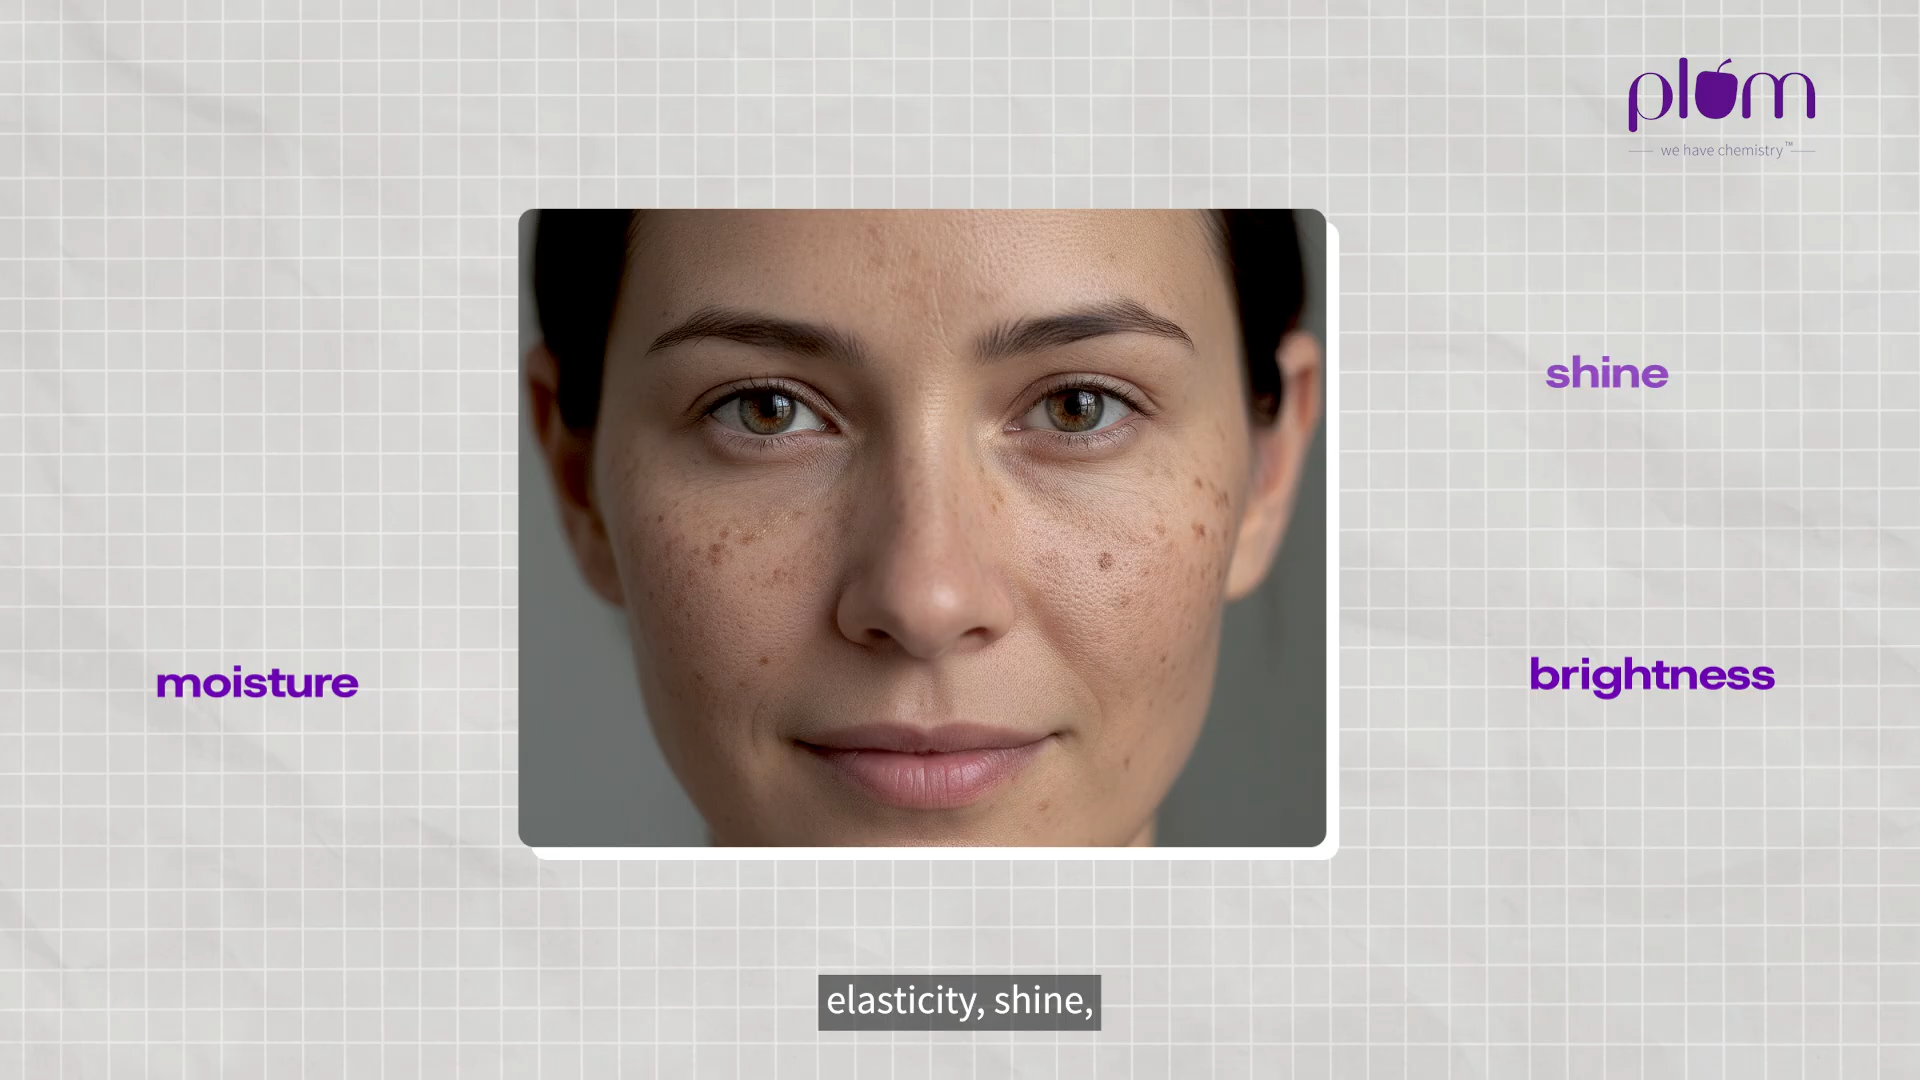 plum
we have chemistry™
shine
moisture
brightness
elasticity, shine,